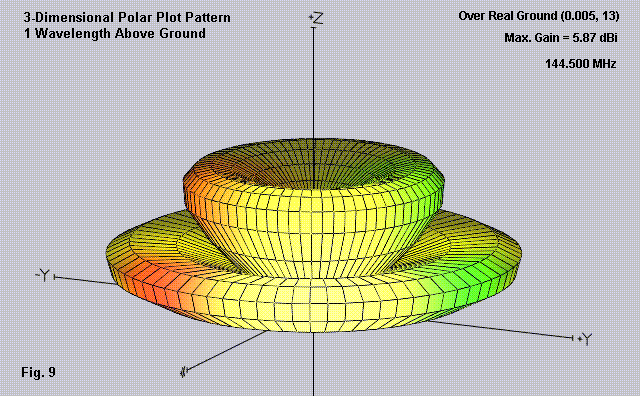 3-Dimensional Polar Plot Pattern
1 Wavelength Above Ground
+Z
Over Real Ground (0.005, 13)
Max. Gain = 5.87 dBi
144.500 MHz
-Y
+Y
Fig. 9